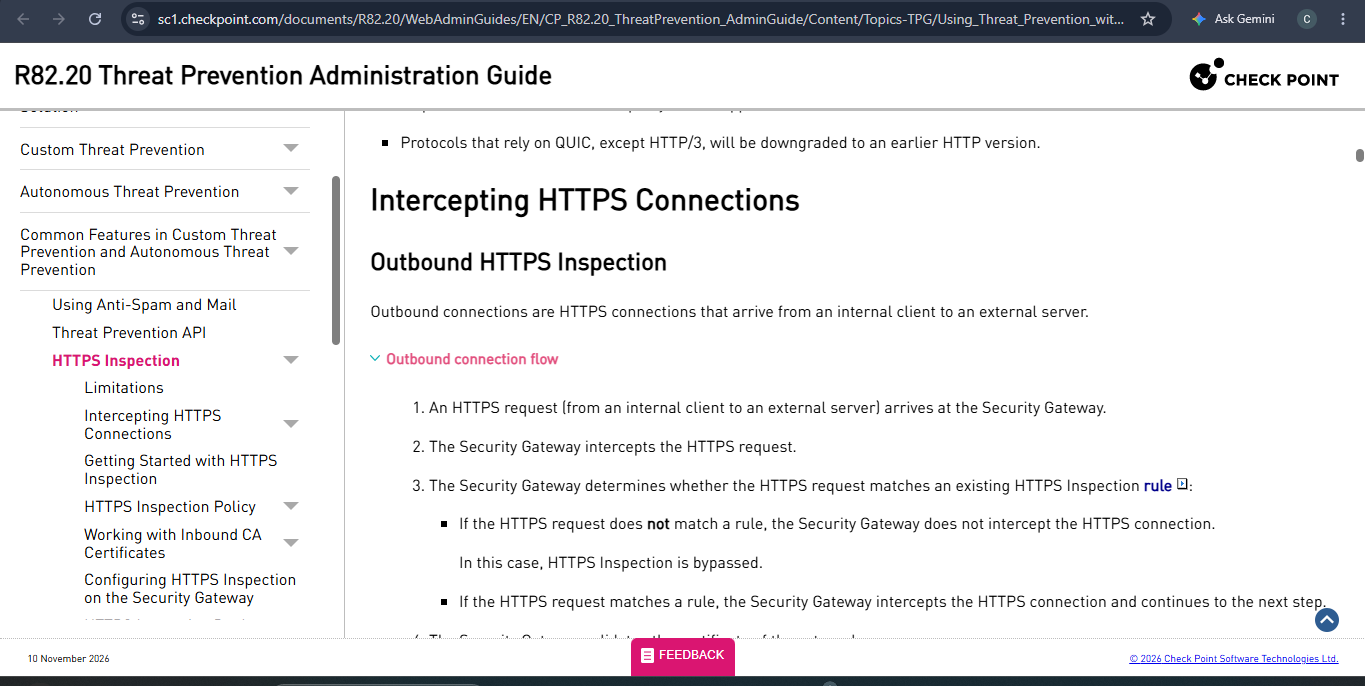 sc1.checkpoint.com/documents/R82.20/WebAdminGuides/EN/CP_R82.20_ThreatPrevention_AdminGuide/Content/Topics-TPG/Using_Threat_Prevention_wit...
Ask Gemini
C
R82.20 Threat Prevention Administration Guide
CHECK POINT
Custom Threat Prevention
Autonomous Threat Prevention
Common Features in Custom Threat
Prevention and Autonomous Threat
Prevention
Using Anti-Spam and Mail
Threat Prevention API
HTTPS Inspection
Limitations
Intercepting HTTPS
Connections
Getting Started with HTTPS
Inspection
HTTPS Inspection Policy
Working with Inbound CA
Certificates
Configuring HTTPS Inspection
on the Security Gateway
■ Protocols that rely on QUIC, except HTTP/3, will be downgraded to an earlier HTTP version.
Intercepting HTTPS Connections
Outbound HTTPS Inspection
Outbound connections are HTTPS connections that arrive from an internal client to an external server.
Outbound connection flow
1. An HTTPS request (from an internal client to an external server) arrives at the Security Gateway.
2. The Security Gateway intercepts the HTTPS request.
3. The Security Gateway determines whether the HTTPS request matches an existing HTTPS Inspection rule:
■ If the HTTPS request does not match a rule, the Security Gateway does not intercept the HTTPS connection.
In this case, HTTPS Inspection is bypassed.
■ If the HTTPS request matches a rule, the Security Gateway intercepts the HTTPS connection and continues to the next step.
10 November 2026
FEEDBACK
© 2026 Check Point Software Technologies Ltd.